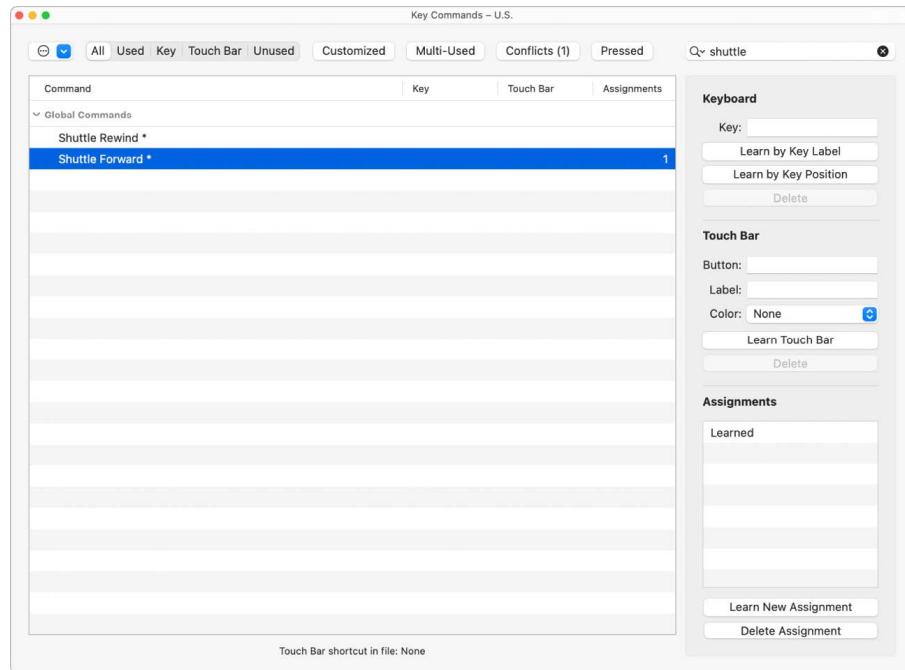 Key Commands – U.S.
All Used Key Touch Bar Unused Customized Multi-Used Conflicts (1) Pressed shuttle
Command Key Touch Bar Assignments
Global Commands
Shuttle Rewind *
Shuttle Forward * 1
Keyboard
Key:
Learn by Key Label
Learn by Key Position
Delete
Touch Bar
Button:
Label:
Color: None
Learn Touch Bar
Delete
Assignments
Learned
Learn New Assignment
Delete Assignment
Touch Bar shortcut in file: None